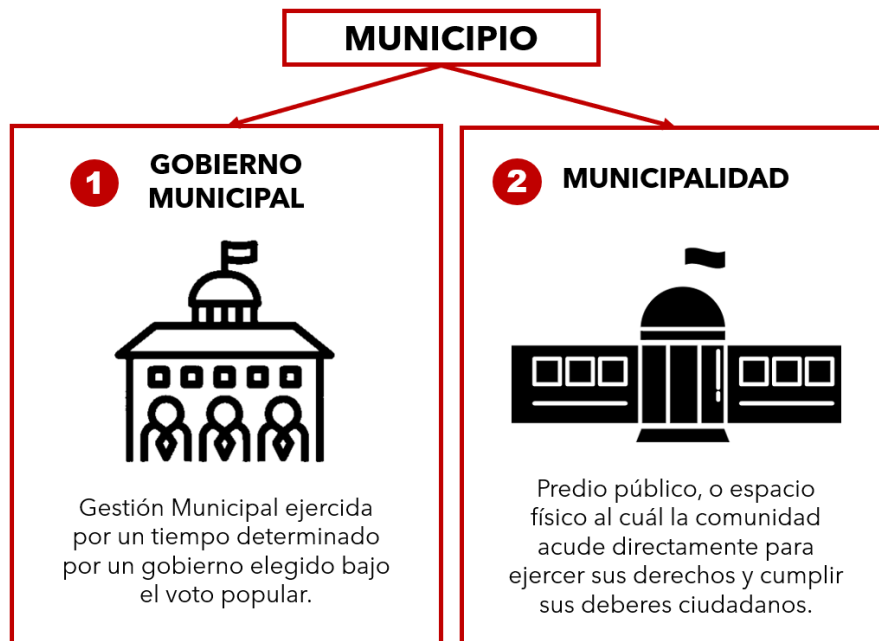 MUNICIPIO
1
GOBIERNO
MUNICIPAL
Gestión Municipal ejercida
por un tiempo determinado
por un gobierno elegido bajo
el voto popular.
2
MUNICIPALIDAD
Predio público, o espacio
físico al cuál la comunidad
acude directamente para
ejercer sus derechos y cumplir
sus deberes ciudadanos.